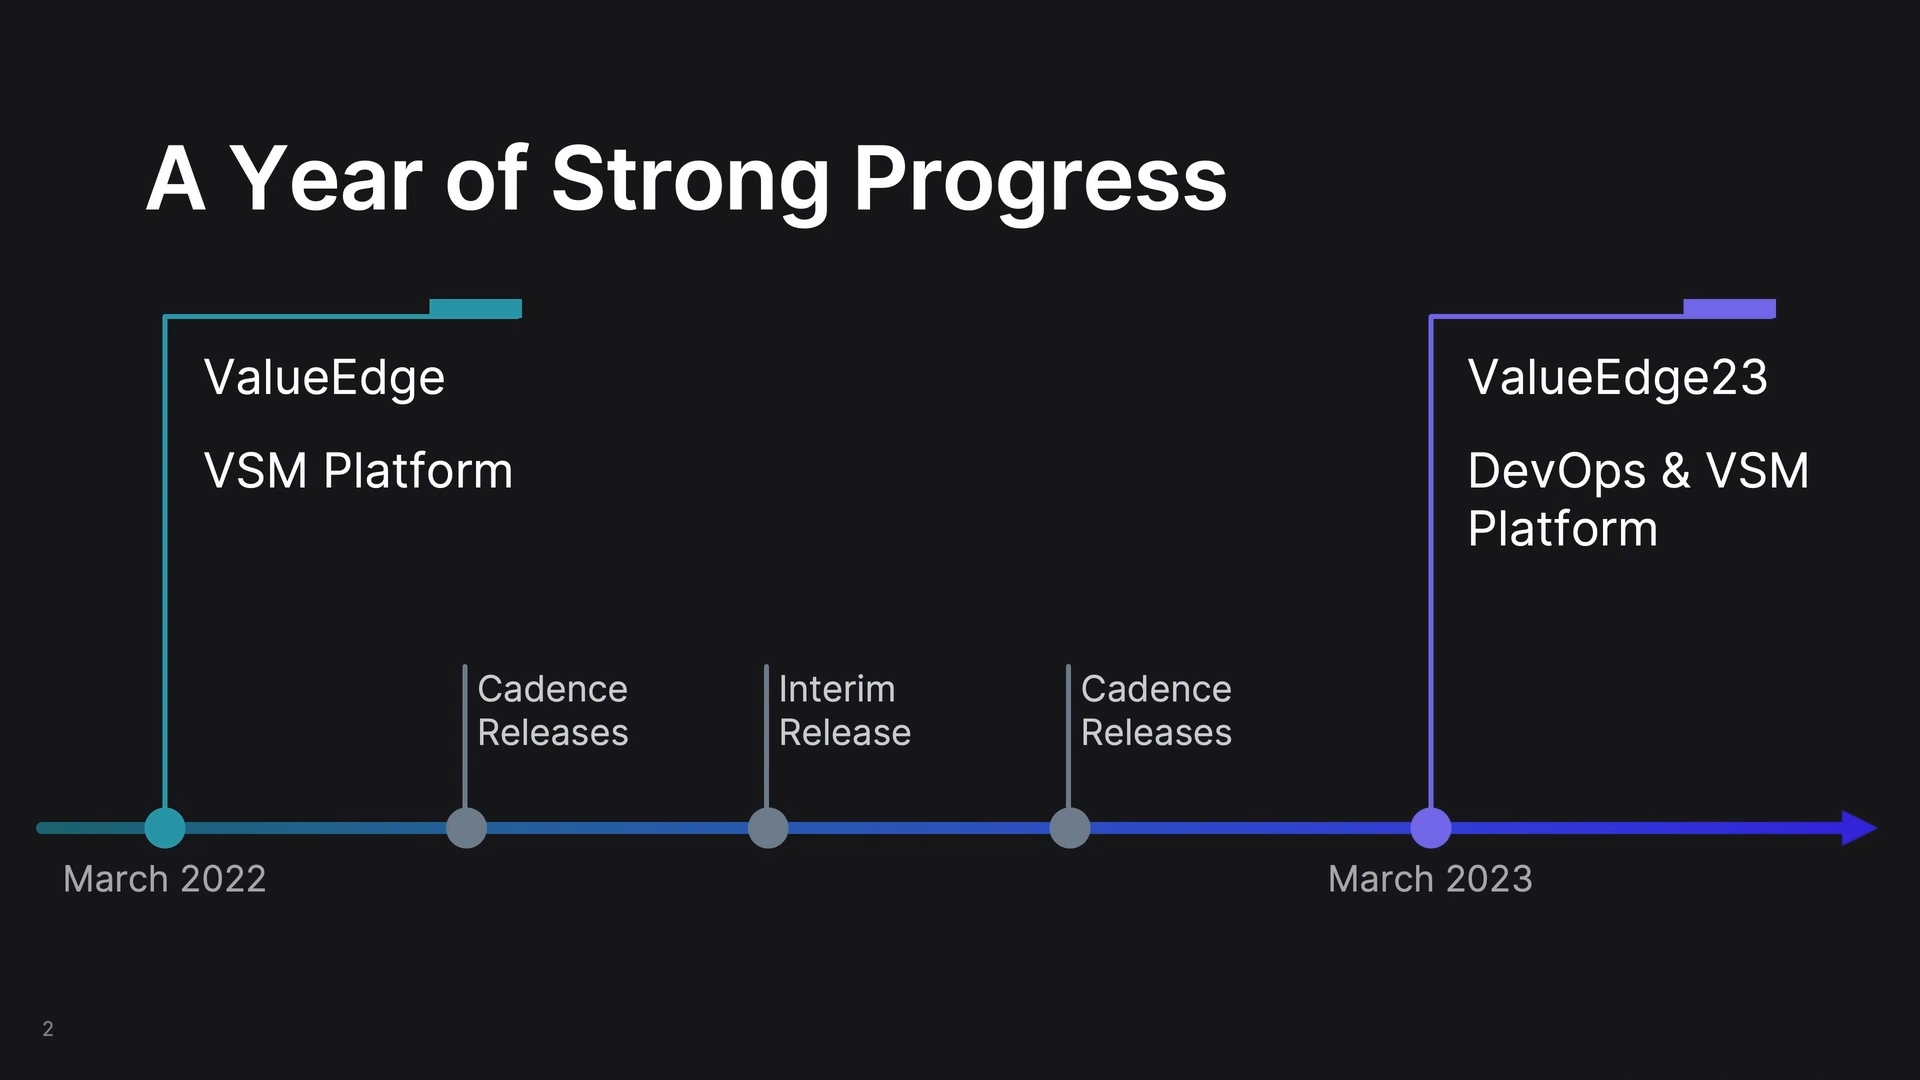 A Year of Strong Progress
ValueEdge
VSM Platform
ValueEdge23
DevOps & VSM
Platform
Cadence
Releases
Interim
Release
Cadence
Releases
March 2022
March 2023
2